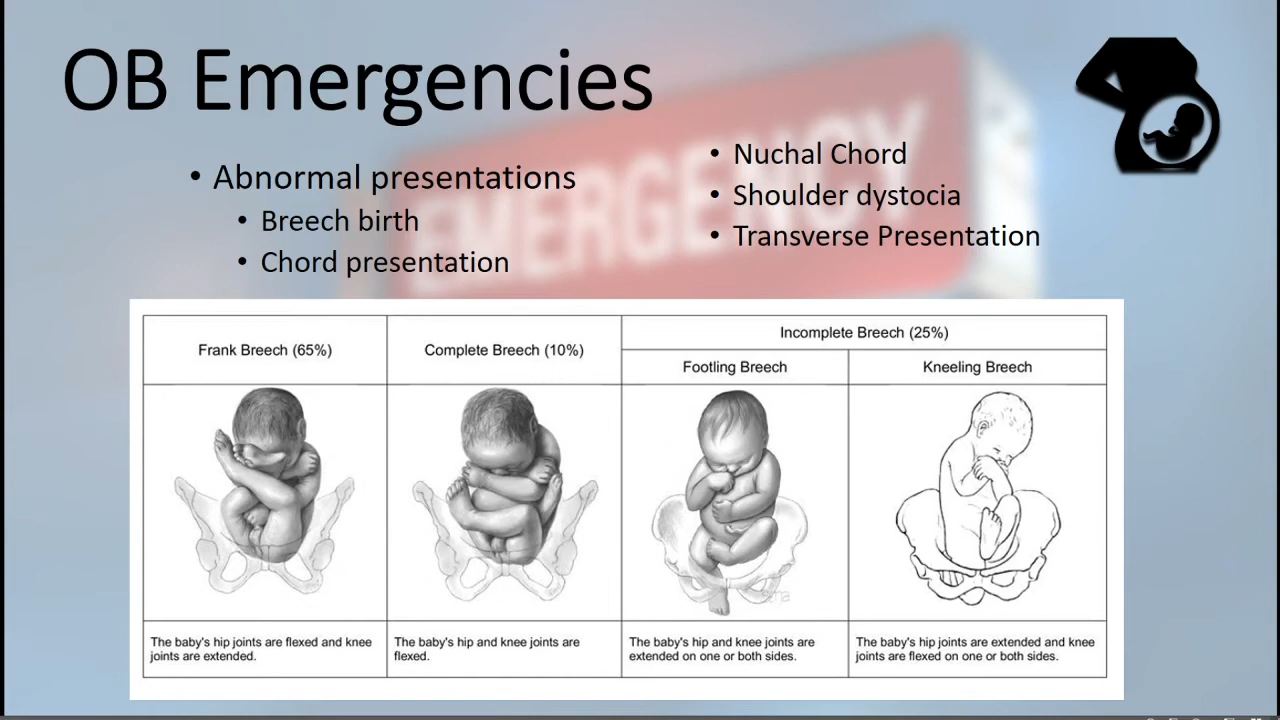 OB Emergencies
• Abnormal presentations
• Breech birth
• Chord presentation
• Nuchal Chord
• Shoulder dystocia
• Transverse Presentation
EMERGENCY
Frank Breech (65%)
Complete Breech (10%)
Incomplete Breech (25%)
Footling Breech
Kneeling Breech
The baby's hip joints are flexed and knee
joints are extended.
The baby's hip and knee joints are
flexed.
The baby's hip and knee joints are
extended on one or both sides.
The baby's hip joints are extended and knee
joints are flexed on one or both sides.